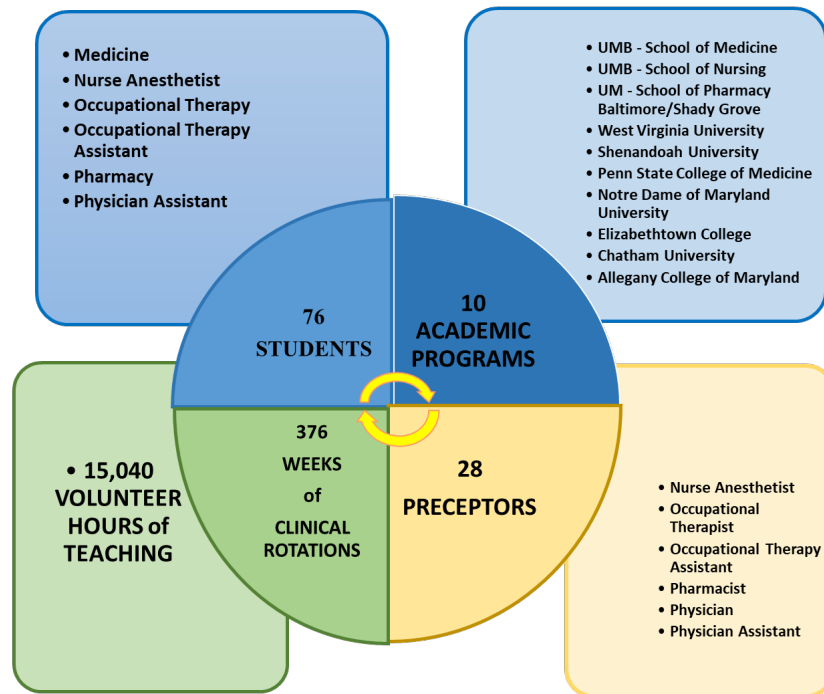 • Medicine
• Nurse Anesthetist
• Occupational Therapy
• Occupational Therapy
Assistant
• Pharmacy
• Physician Assistant
• UMB - School of Medicine
• UMB - School of Nursing
• UM - School of Pharmacy
Baltimore/Shady Grove
• West Virginia University
• Shenandoah University
• Penn State College of Medicine
• Notre Dame of Maryland
University
• Elizabethtown College
• Chatham University
• Allegany College of Maryland
76
STUDENTS
10
ACADEMIC
PROGRAMS
• 15,040
VOLUNTEER
HOURS of
TEACHING
376
WEEKS
of
CLINICAL
ROTATIONS
28
PRECEPTORS
• Nurse Anesthetist
• Occupational
Therapist
• Occupational Therapy
Assistant
• Pharmacist
• Physician
• Physician Assistant